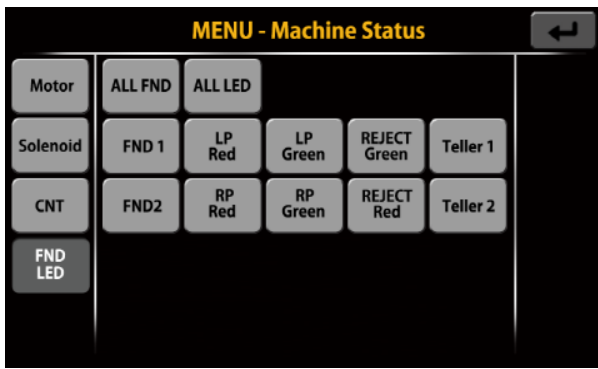 MENU - Machine Status
Motor
ALL FND
ALL LED
Solenoid
FND 1
LP
Red
LP
Green
REJECT
Green
Teller 1
CNT
FND2
RP
Red
RP
Green
REJECT
Red
Teller 2
FND
LED